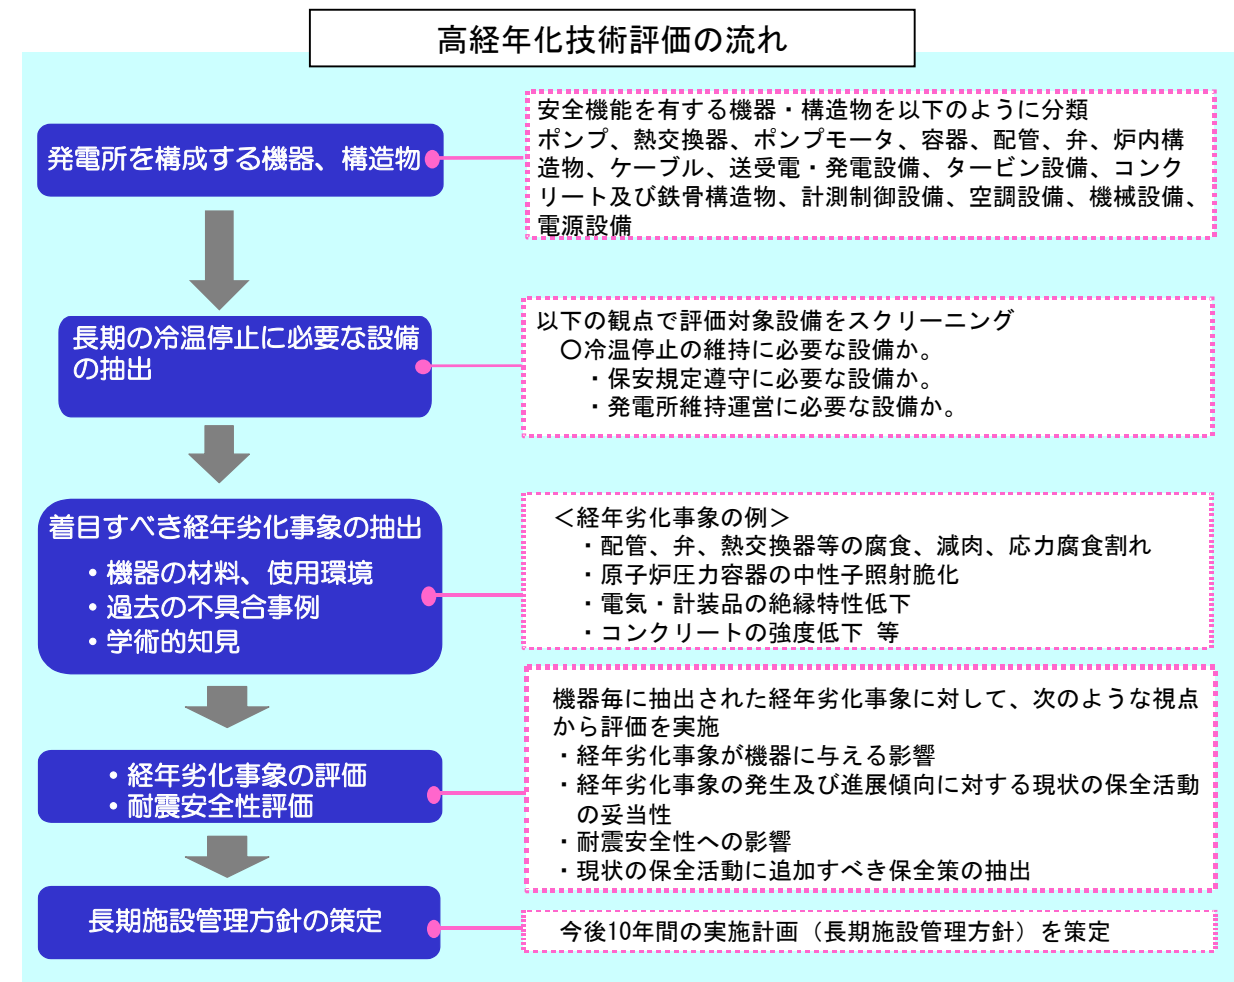 高経年化技術評価の流れ
発電所を構成する機器、構造物
安全機能を有する機器・構造物を以下のように分類
ポンプ、熱交換器、ポンプモータ、容器、配管、弁、炉内構
造物、ケーブル、送受電・発電設備、タービン設備、コンク
リート及び鉄骨構造物、計測制御設備、空調設備、機械設備、
電源設備
長期の冷温停止に必要な設備
の抽出
以下の観点で評価対象設備をスクリーニング
〇冷温停止の維持に必要な設備か。
・保安規定遵守に必要な設備か。
・発電所維持運営に必要な設備か。
着目すべき経年劣化事象の抽出
・機器の材料、使用環境
・過去の不具合事例
・学術的知見
＜経年劣化事象の例＞
・配管、弁、熱交換器等の腐食、減肉、応力腐食割れ
・原子炉圧力容器の中性子照射脆化
・電気・計装品の絶縁特性低下
・コンクリートの強度低下 等
・経年劣化事象の評価
・耐震安全性評価
機器毎に抽出された経年劣化事象に対して、次のような視点
から評価を実施
・経年劣化事象が機器に与える影響
・経年劣化事象の発生及び進展傾向に対する現状の保全活動
の妥当性
・耐震安全性への影響
・現状の保全活動に追加すべき保全策の抽出
長期施設管理方針の策定
今後10年間の実施計画（長期施設管理方針）を策定